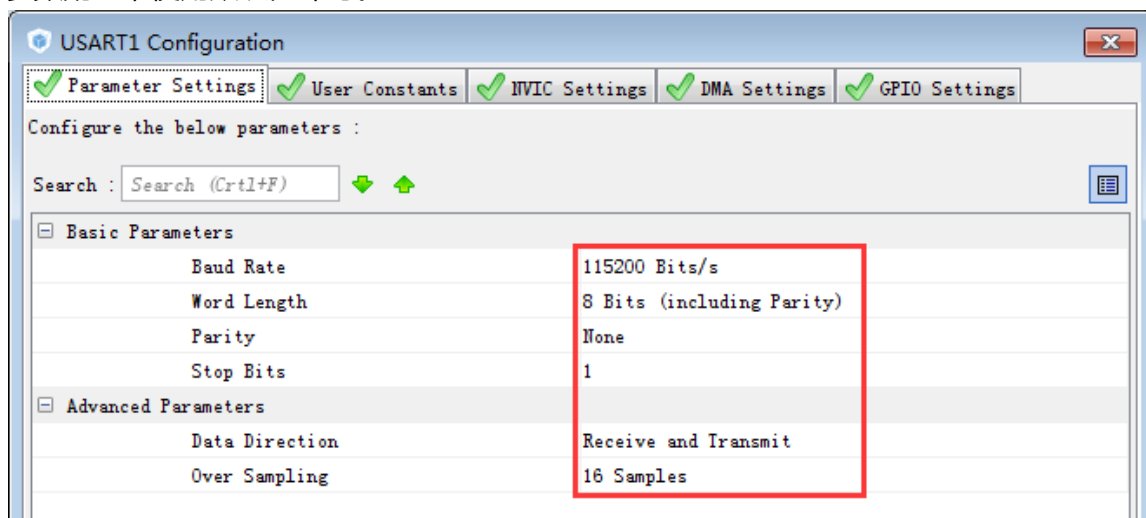 USART1 Configuration
Parameter Settings User Constants NVIC Settings DMA Settings GPIO Settings
Configure the below parameters :
Search : Search (Crtl+F)
Basic Parameters
Baud Rate 115200 Bits/s
Word Length 8 Bits (including Parity)
Parity None
Stop Bits 1
Advanced Parameters
Data Direction Receive and Transmit
Over Sampling 16 Samples